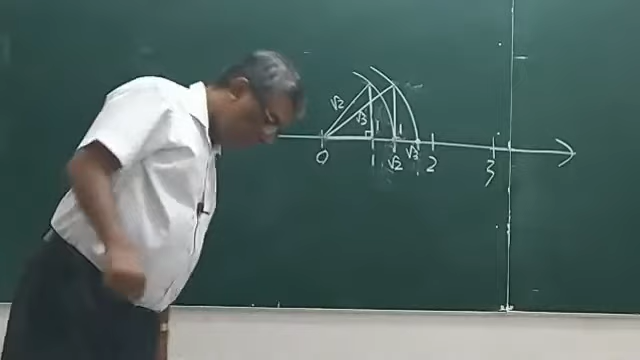 √2
√3
1 1
0 1 √2 √3 2 3